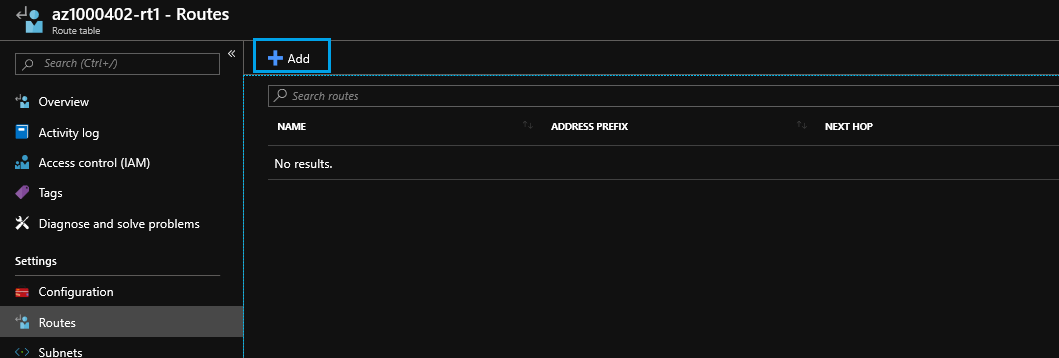 az1000402-rt1 - Routes
Route table
Search (Ctrl+/)
«
Overview
Activity log
Access control (IAM)
Tags
Diagnose and solve problems
Settings
Configuration
Routes
Subnets
Add
Search routes
NAME ADDRESS PREFIX NEXT HOP
No results.